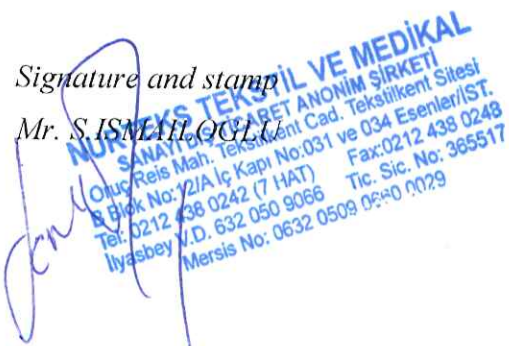 Signature and stamp
Mr. S.ISMAILOGLU
TEKSTİL VE MEDİKAL
SANAYİ TİCARET ANONİM ŞİRKETİ
Oruç Reis Mah. Tekstilkent Cad. Tekstilkent Sitesi
B Blok No: İç Kapı No:031 ve 034 Esenler/İST.
Tel: 0212 438 0242 (7 HAT) Fax:0212 438 0248
İlyasbey V.D. 632 050 9066 Tic. Sic. No: 365517
Mersis No: 0632 0509 0660 0029